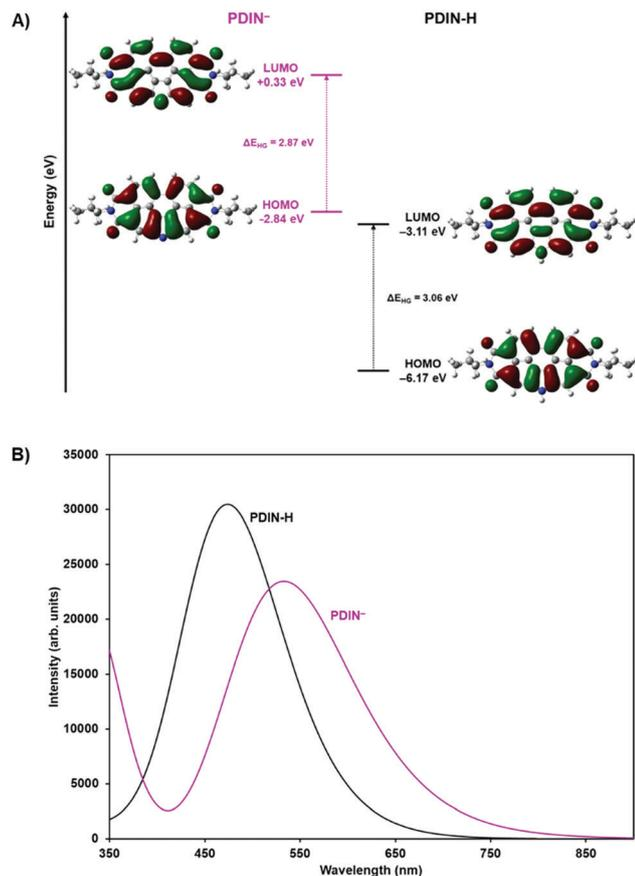 A)
PDIN⁻
PDIN-H
Energy (eV)
LUMO
+0.33 eV
ΔE_HG = 2.87 eV
HOMO
−2.84 eV
LUMO
−3.11 eV
ΔE_HG = 3.06 eV
HOMO
−6.17 eV
B)
Intensity (arb. units)
35000
30000
25000
20000
15000
10000
5000
0
PDIN-H
PDIN⁻
350
450
550
650
750
850
Wavelength (nm)